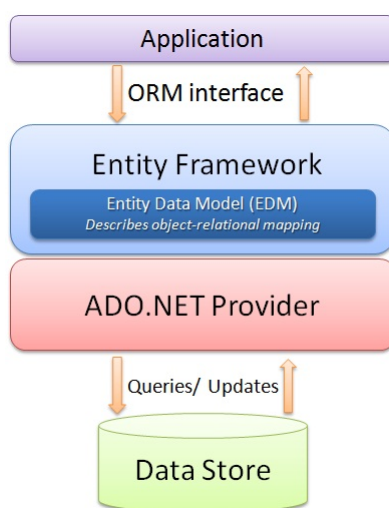 Application
ORM interface
Entity Framework
Entity Data Model (EDM)
Describes object-relational mapping
ADO.NET Provider
Queries/ Updates
Data Store